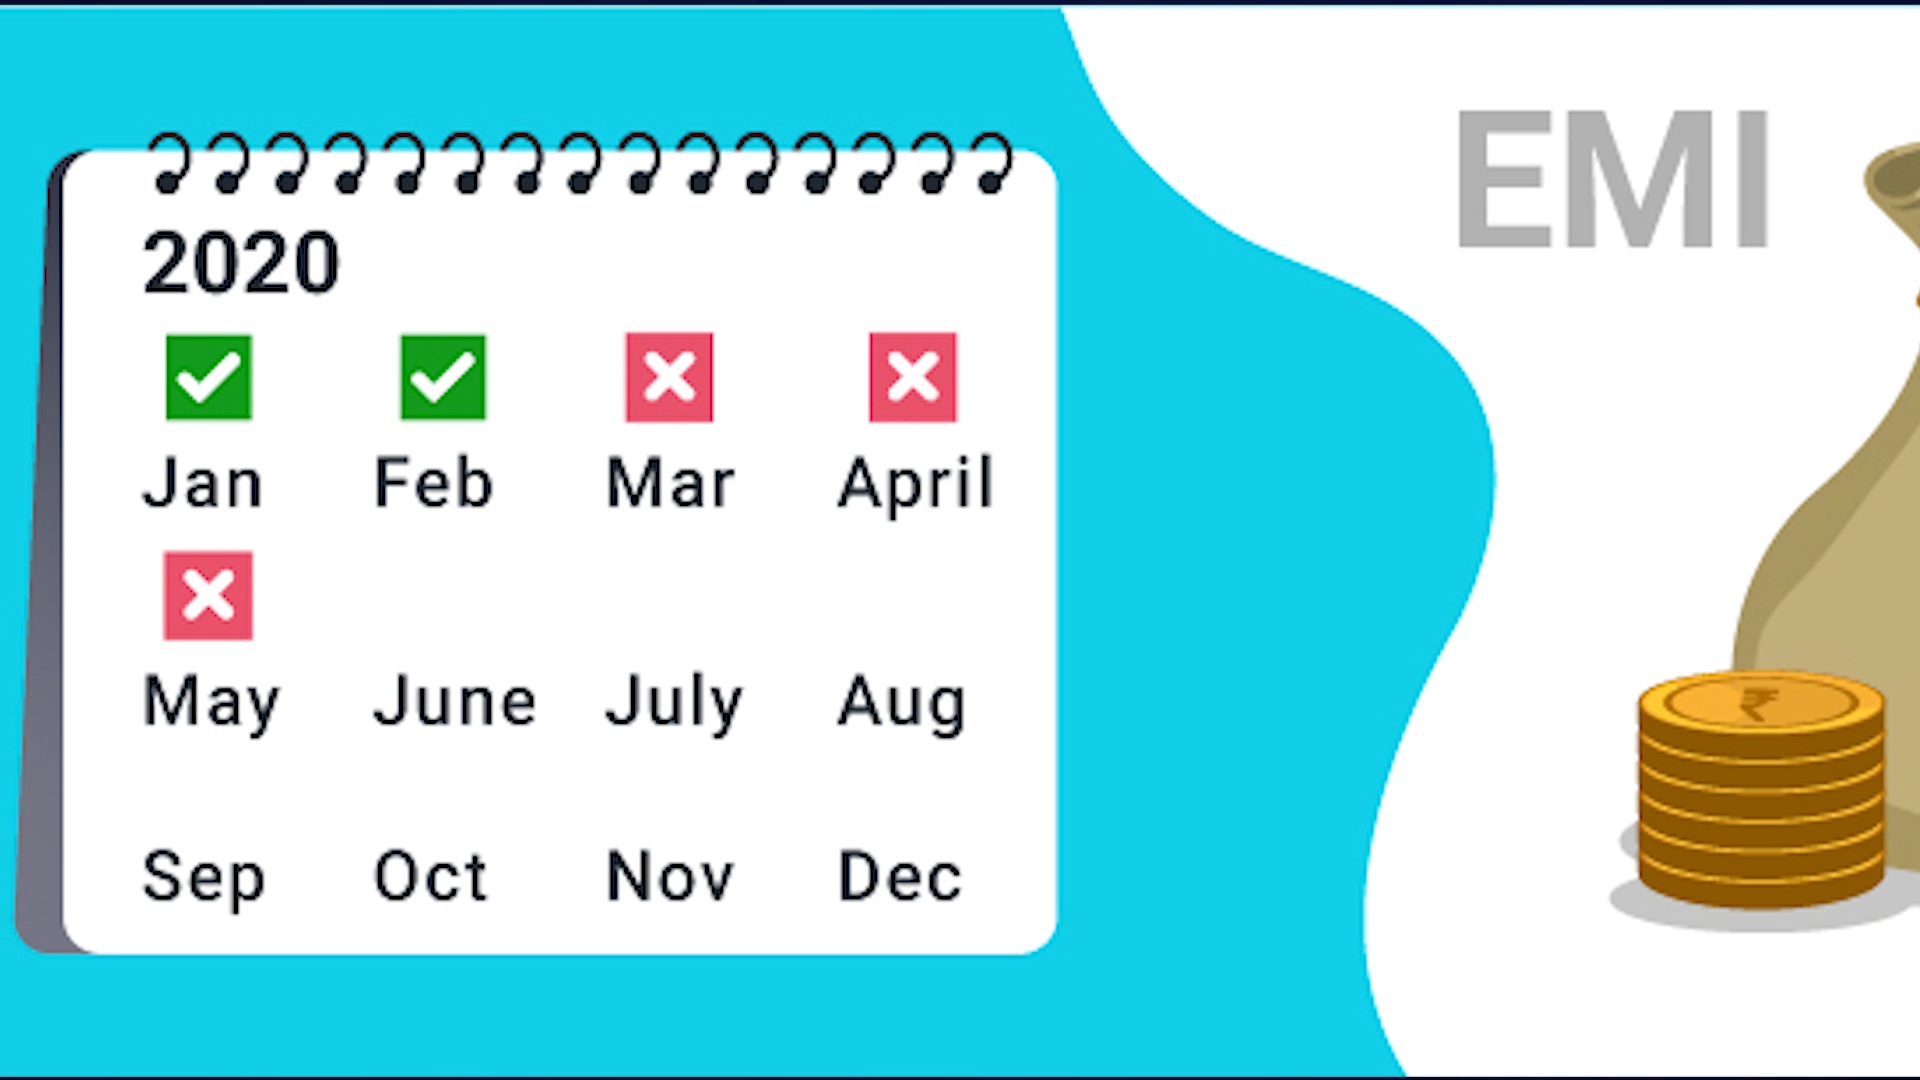 EMI
2020
Jan Feb Mar April
May June July Aug
Sep Oct Nov Dec
₹